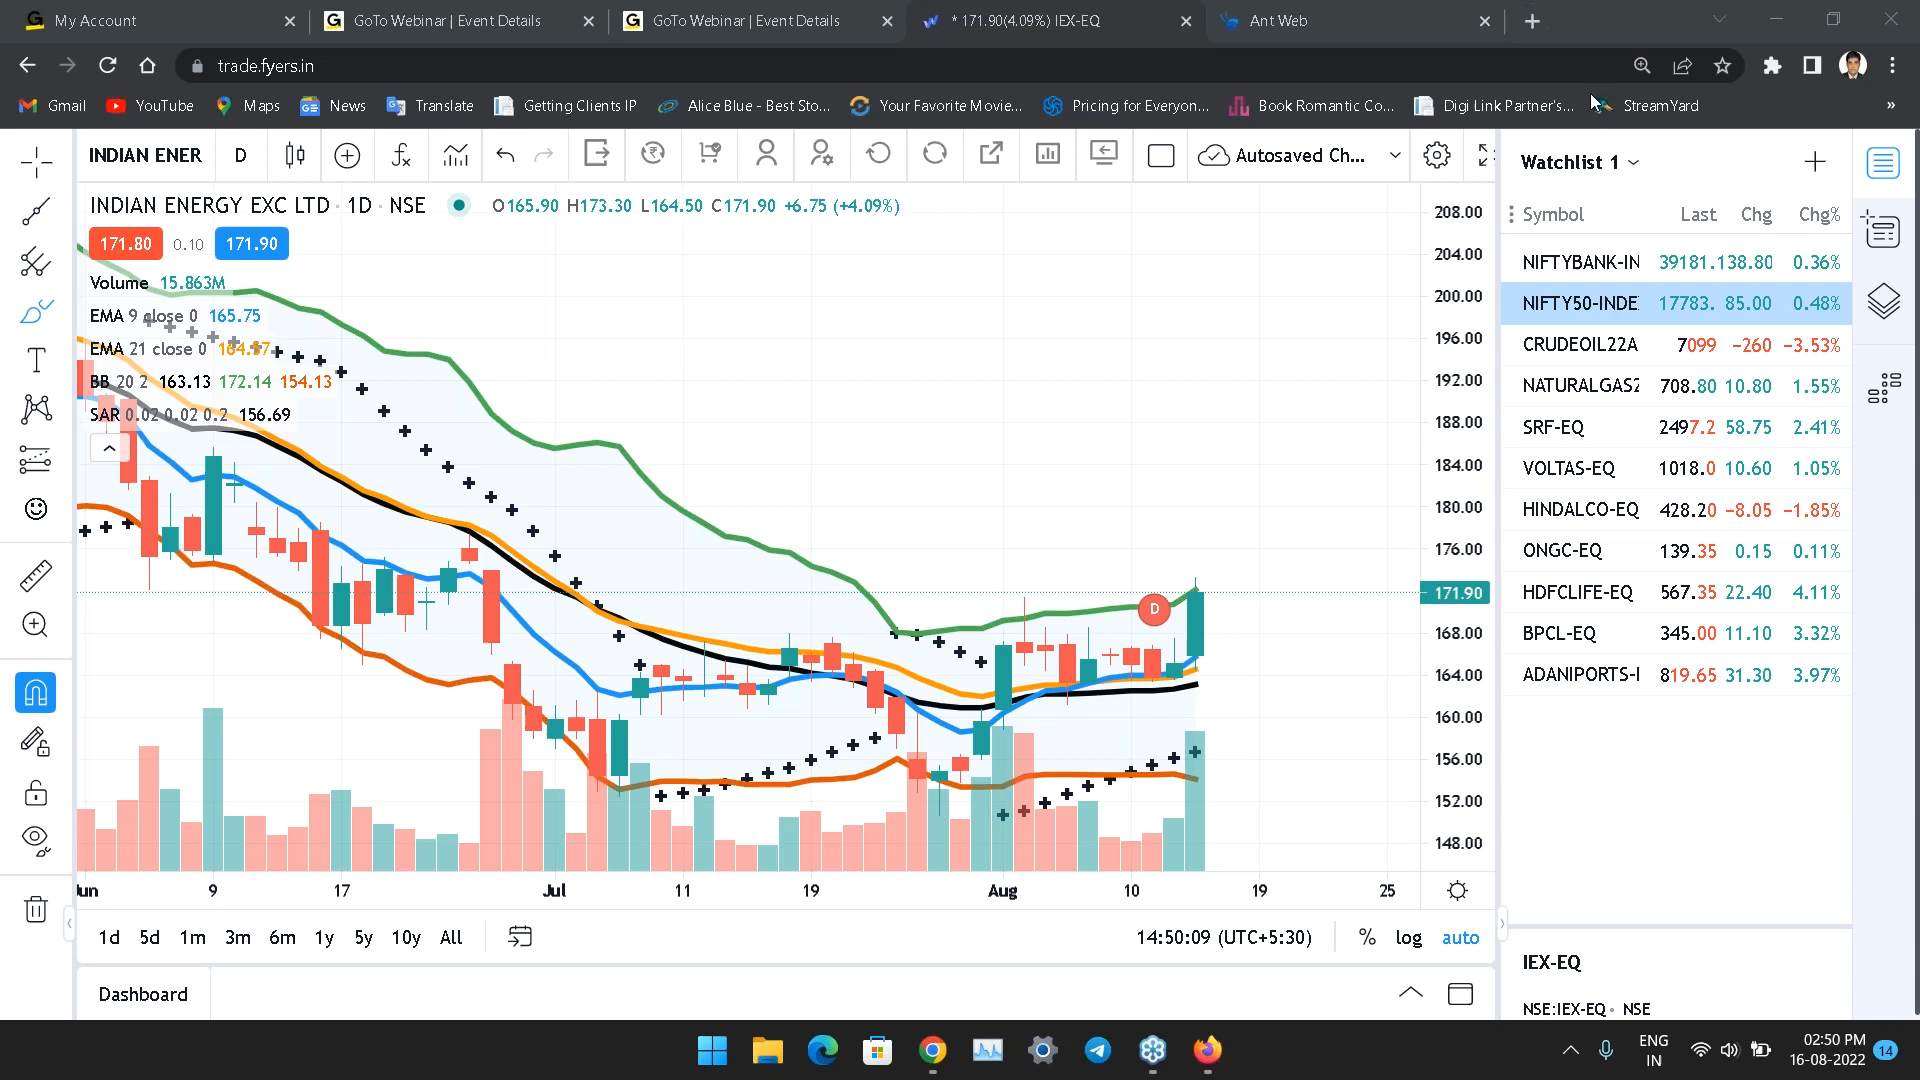 My Account
GoTo Webinar | Event Details
GoTo Webinar | Event Details
* 171.90(4.09%) IEX-EQ
Ant Web
trade.fyers.in
Gmail
YouTube
Maps
News
Translate
Getting Clients IP
Alice Blue - Best Sto...
Your Favorite Movie...
Pricing for Everyon...
Book Romantic Co...
Digi Link Partner's...
StreamYard
»
INDIAN ENER
D
Autosaved Ch...
INDIAN ENERGY EXC LTD · 1D · NSE
O165.90 H173.30 L164.50 C171.90 +6.75 (+4.09%)
171.80 0.10 171.90
Volume 15.863M
EMA 9 close 0 165.75
EMA 21 close 0 164.57
BB 20 2 163.13 172.14 154.13
SAR 0.02 0.02 0.2 156.69
D
208.00
204.00
200.00
196.00
192.00
188.00
184.00
180.00
176.00
171.90
168.00
164.00
160.00
156.00
152.00
148.00
Jun 9 17 Jul 11 19 Aug 10 19 25
1d 5d 1m 3m 6m 1y 5y 10y All
14:50:09 (UTC+5:30)
% log auto
Dashboard
Watchlist 1
Symbol Last Chg Chg%
NIFTYBANK-IN 39181.138.80 0.36%
NIFTY50-INDE 17783. 85.00 0.48%
CRUDEOIL22A 7099 −260 −3.53%
NATURALGAS2 708.80 10.80 1.55%
SRF-EQ 2497.2 58.75 2.41%
VOLTAS-EQ 1018.0 10.60 1.05%
HINDALCO-EQ 428.20 −8.05 −1.85%
ONGC-EQ 139.35 0.15 0.11%
HDFCLIFE-EQ 567.35 22.40 4.11%
BPCL-EQ 345.00 11.10 3.32%
ADANIPORTS-I 819.65 31.30 3.97%
IEX-EQ
NSE:IEX-EQ · NSE
ENG
IN
02:50 PM
16-08-2022
14